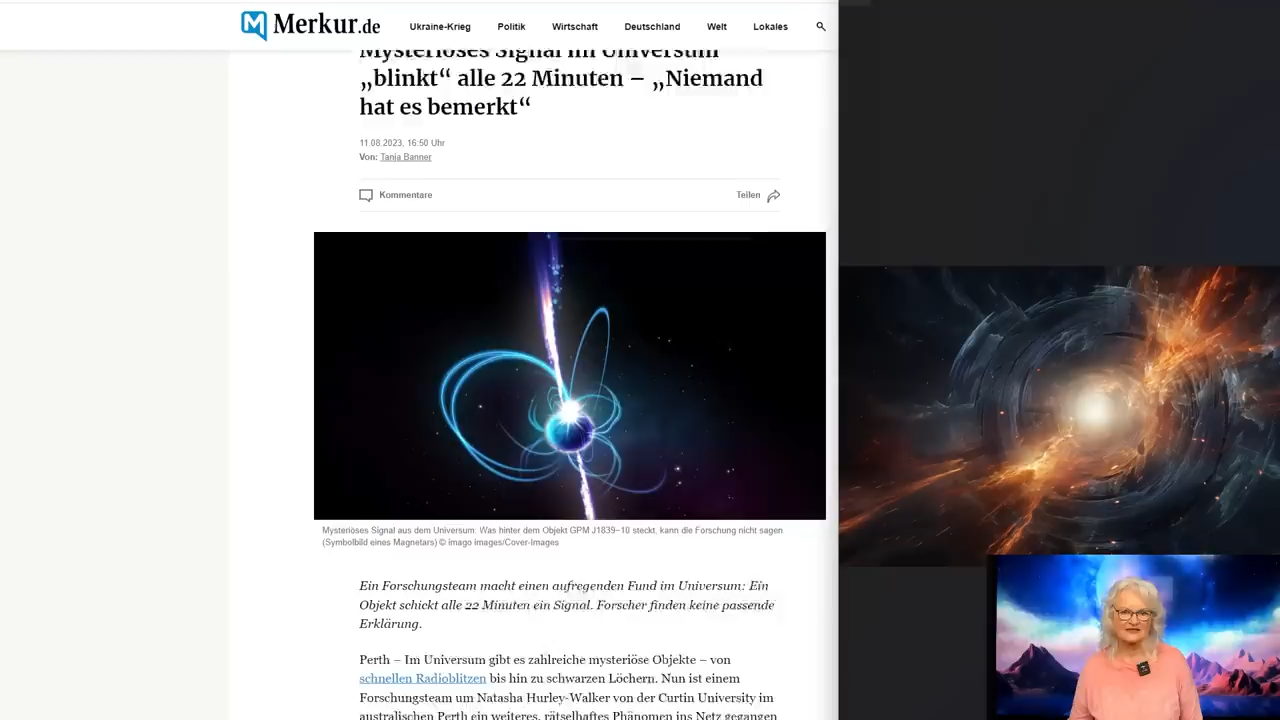 Merkur.de
Ukraine-Krieg Politik Wirtschaft Deutschland Welt Lokales
Mysteriöses Signal im Universum
„blinkt“ alle 22 Minuten – „Niemand
hat es bemerkt“
11.08.2023, 16:50 Uhr
Von: Tanja Banner
Kommentare Teilen
Mysteriöses Signal aus dem Universum: Was hinter dem Objekt GPM J1839−10 steckt, kann die Forschung nicht sagen
(Symbolbild eines Magnetars) © imago images/Cover-Images
Ein Forschungsteam macht einen aufregenden Fund im Universum: Ein
Objekt schickt alle 22 Minuten ein Signal. Forscher finden keine passende
Erklärung.
Perth – Im Universum gibt es zahlreiche mysteriöse Objekte – von
schnellen Radioblitzen bis hin zu schwarzen Löchern. Nun ist einem
Forschungsteam um Natasha Hurley-Walker von der Curtin University im
australischen Perth ein weiteres, rätselhaftes Phänomen ins Netz gegangen